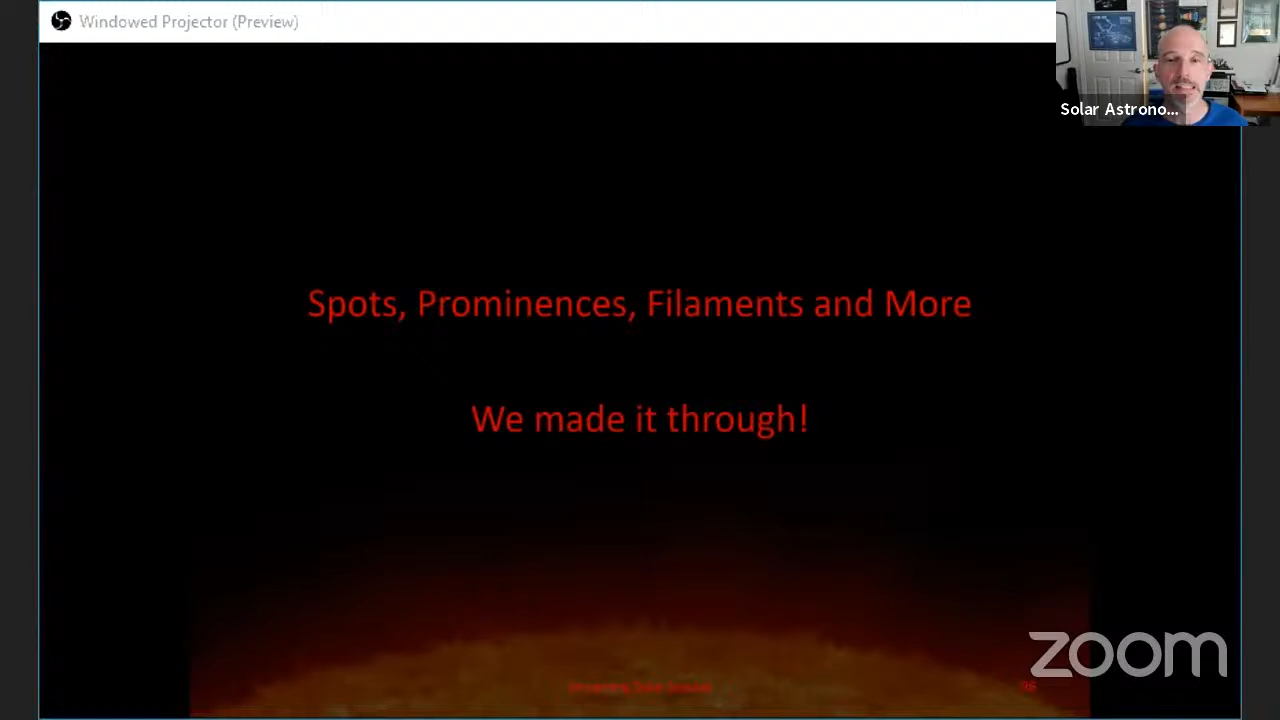 Windowed Projector (Preview)
Solar Astrono...
Spots, Prominences, Filaments and More
We made it through!
zoom